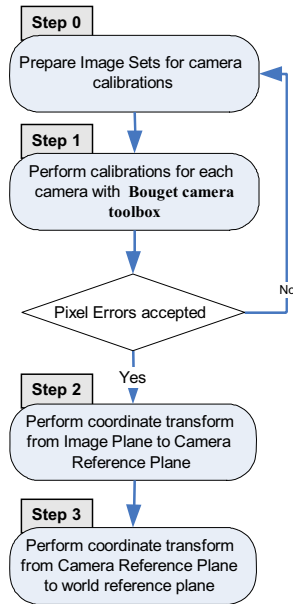 Step 0
Prepare Image Sets for camera
calibrations
Step 1
Perform calibrations for each
camera with Bouget camera
toolbox
Pixel Errors accepted
No
Yes
Step 2
Perform coordinate transform
from Image Plane to Camera
Reference Plane
Step 3
Perform coordinate transform
from Camera Reference Plane
to world reference plane